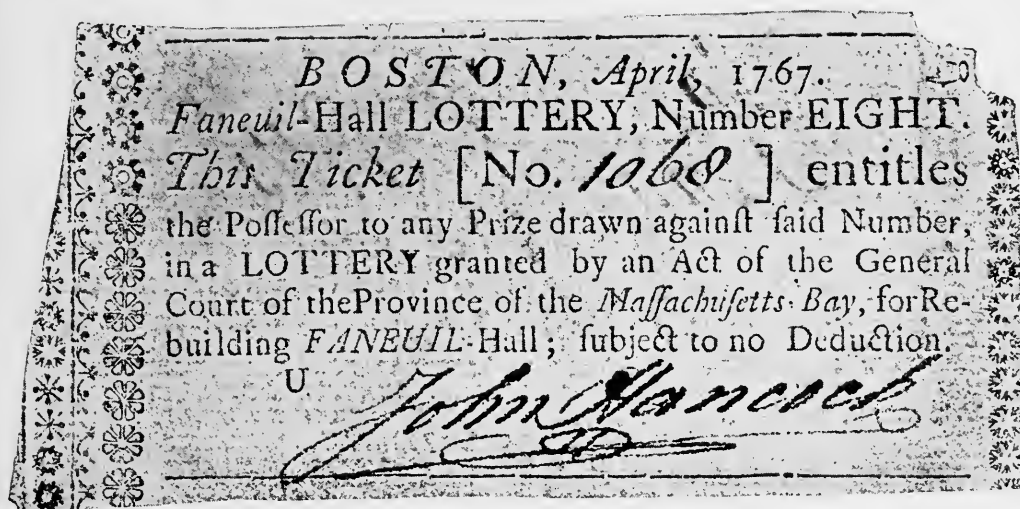 BOSTON, April, 1767.
Faneuil-Hall LOTTERY, Number EIGHT.
This Ticket [No. 1068 ] entitles
the Poſſeſſor to any Prize drawn againſt ſaid Number,
in a LOTTERY granted by an Act of the General
Court of theProvince of the Maſſachuſetts-Bay, forRe-
building FANEUIL-Hall; ſubject to no Deduction.
U
John Hancock